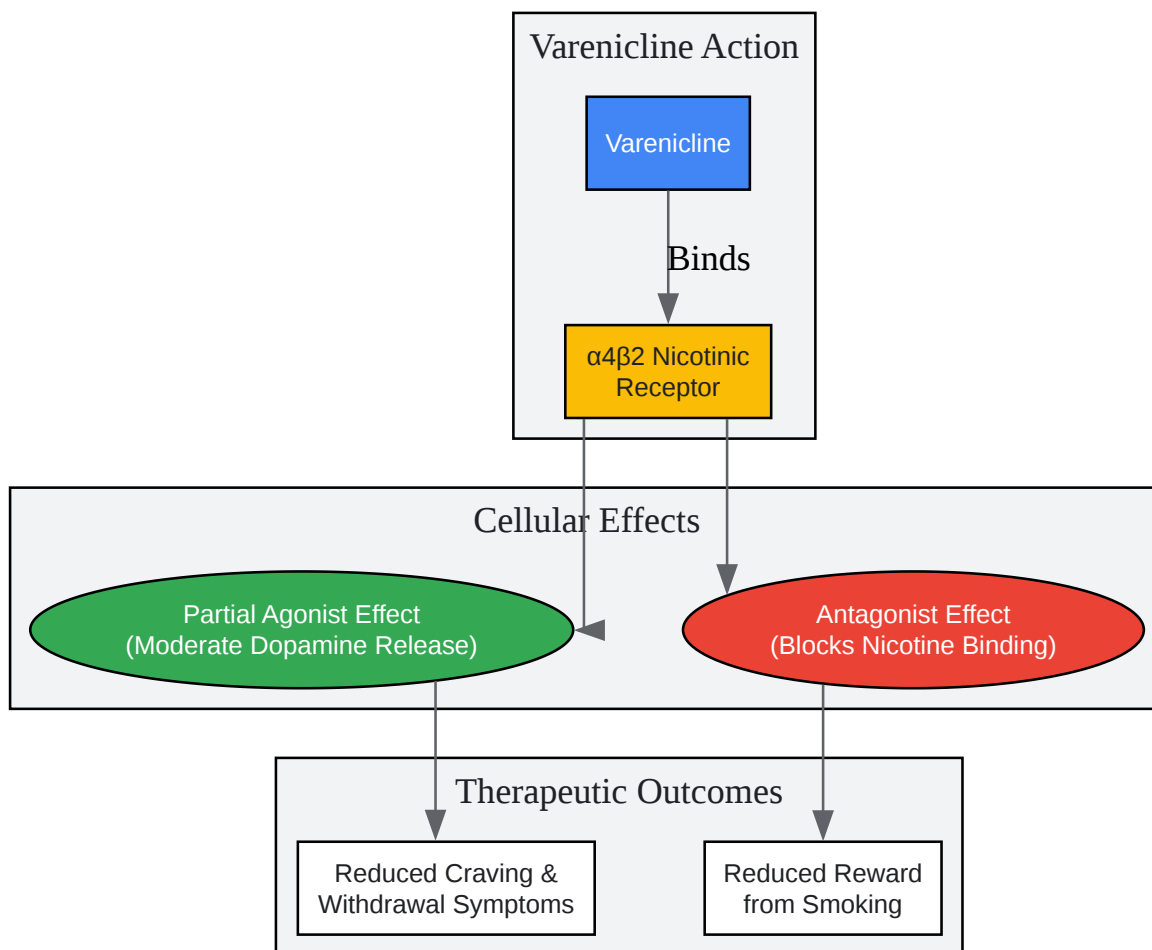 Varenicline Action
Varenicline
Binds
α4β2 Nicotinic
Receptor
Cellular Effects
Partial Agonist Effect
(Moderate Dopamine Release)
Antagonist Effect
(Blocks Nicotine Binding)
Therapeutic Outcomes
Reduced Craving &
Withdrawal Symptoms
Reduced Reward
from Smoking